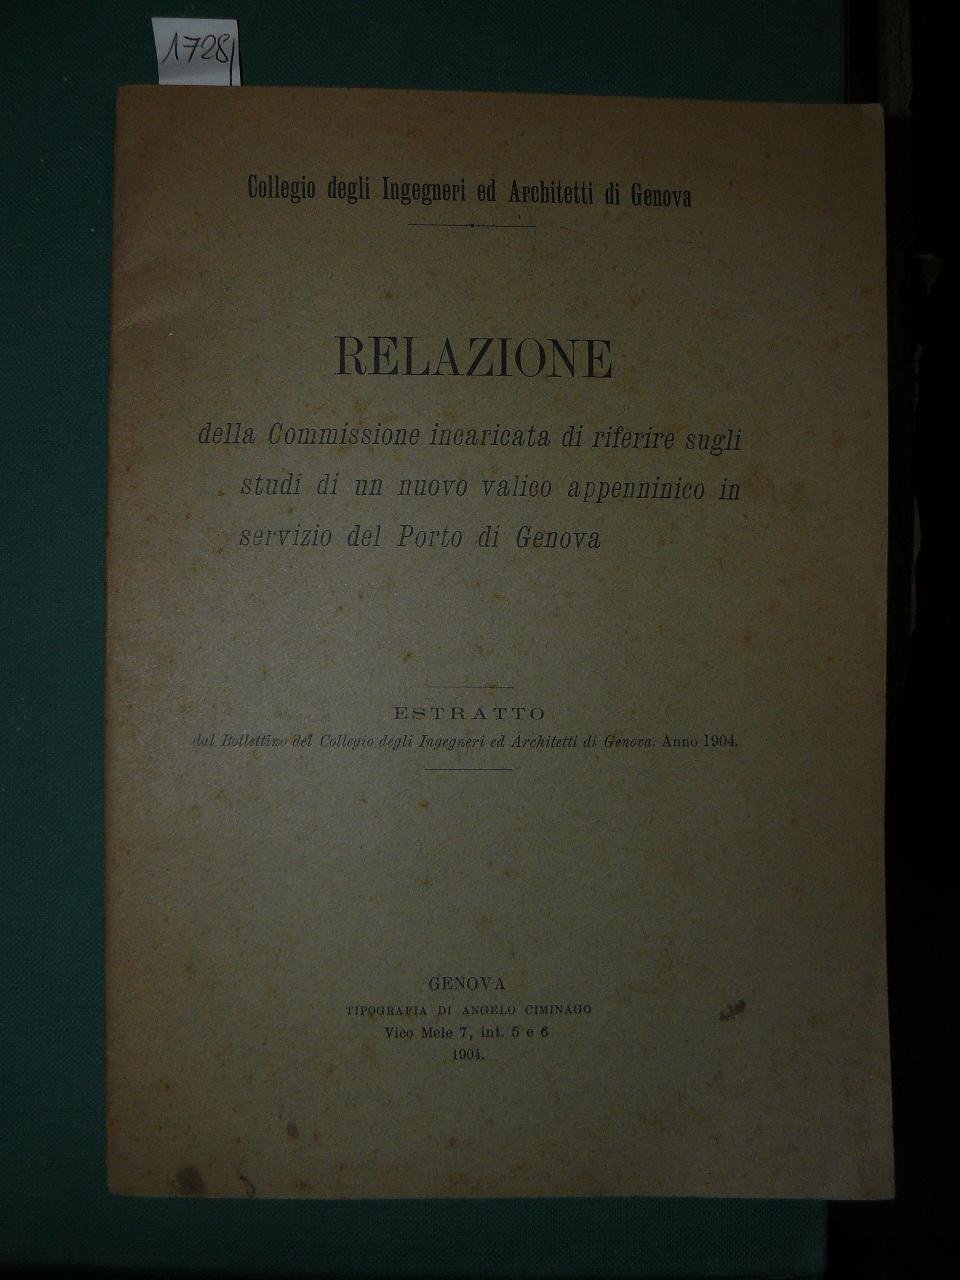 1728
Collegio degli Ingegneri ed Architetti di Genova
RELAZIONE
della Commissione incaricata di riferire sugli
studi di un nuovo valico appenninico in
servizio del Porto di Genova
ESTRATTO
dal Bollettino del Collegio degli Ingegneri ed Architetti di Genova. Anno 1904.
GENOVA
TIPOGRAFIA DI ANGELO CIMINAGO
Vico Mele 7, int. 5 e 6
1904.